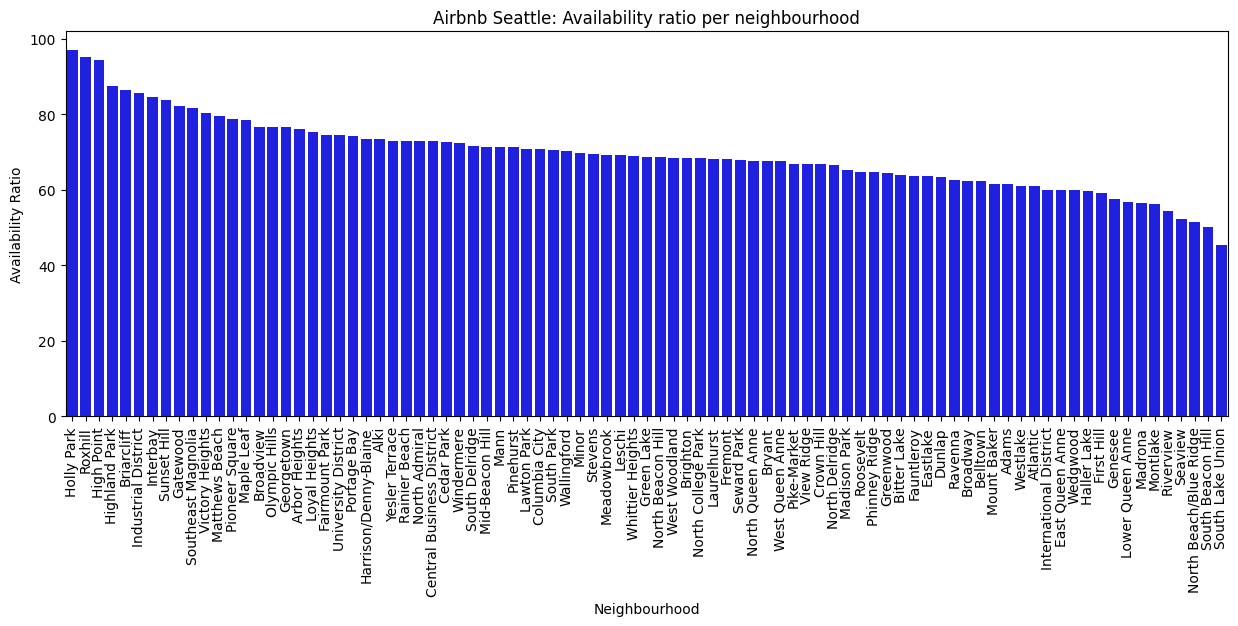 Airbnb Seattle: Availability ratio per neighbourhood
Availability Ratio
100
80
60
40
20
0
Holly Park
Roxhill
High Point
Highland Park
Briarcliff
Industrial District
Interbay
Sunset Hill
Gatewood
Southeast Magnolia
Victory Heights
Matthews Beach
Pioneer Square
Maple Leaf
Broadview
Olympic Hills
Georgetown
Arbor Heights
Loyal Heights
Fairmount Park
University District
Portage Bay
Harrison/Denny-Blaine
Alki
Yesler Terrace
Rainier Beach
North Admiral
Central Business District
Cedar Park
Windermere
South Delridge
Mid-Beacon Hill
Mann
Pinehurst
Lawton Park
Columbia City
South Park
Wallingford
Minor
Stevens
Meadowbrook
Leschi
Whittier Heights
Green Lake
North Beacon Hill
West Woodland
Brighton
North College Park
Laurelhurst
Fremont
Seward Park
North Queen Anne
Bryant
West Queen Anne
Pike-Market
View Ridge
Crown Hill
North Delridge
Madison Park
Roosevelt
Phinney Ridge
Greenwood
Bitter Lake
Fauntleroy
Eastlake
Dunlap
Ravenna
Broadway
Belltown
Mount Baker
Adams
Westlake
Atlantic
International District
East Queen Anne
Wedgwood
Haller Lake
First Hill
Genesee
Lower Queen Anne
Madrona
Montlake
Riverview
Seaview
North Beach/Blue Ridge
South Beacon Hill
South Lake Union
Neighbourhood